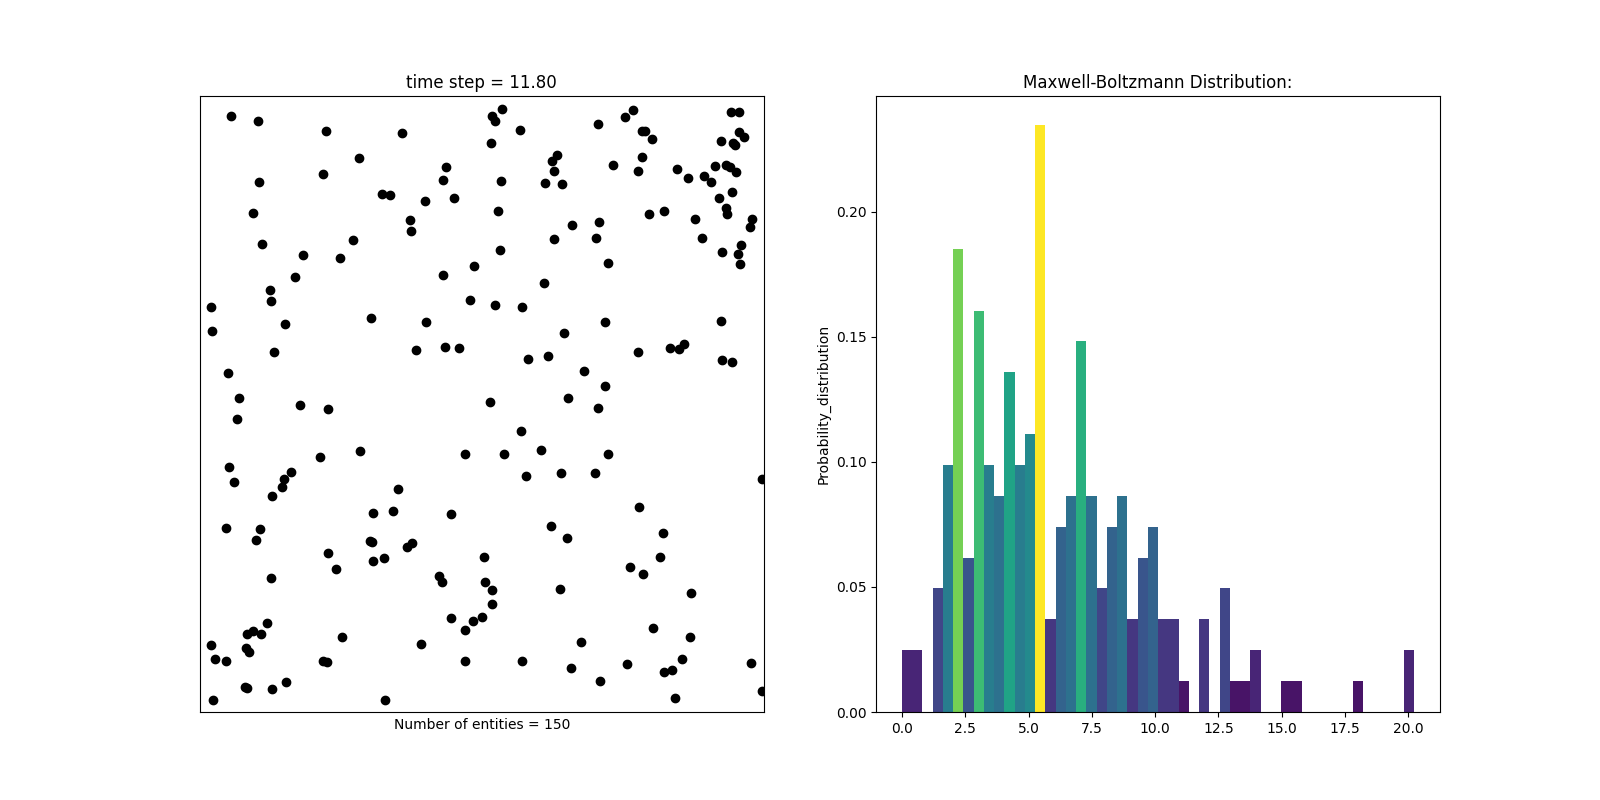 time step = 11.80
Number of entities = 150
Maxwell-Boltzmann Distribution:
Probability_distribution
0.20
0.15
0.10
0.05
0.00
0.0 2.5 5.0 7.5 10.0 12.5 15.0 17.5 20.0